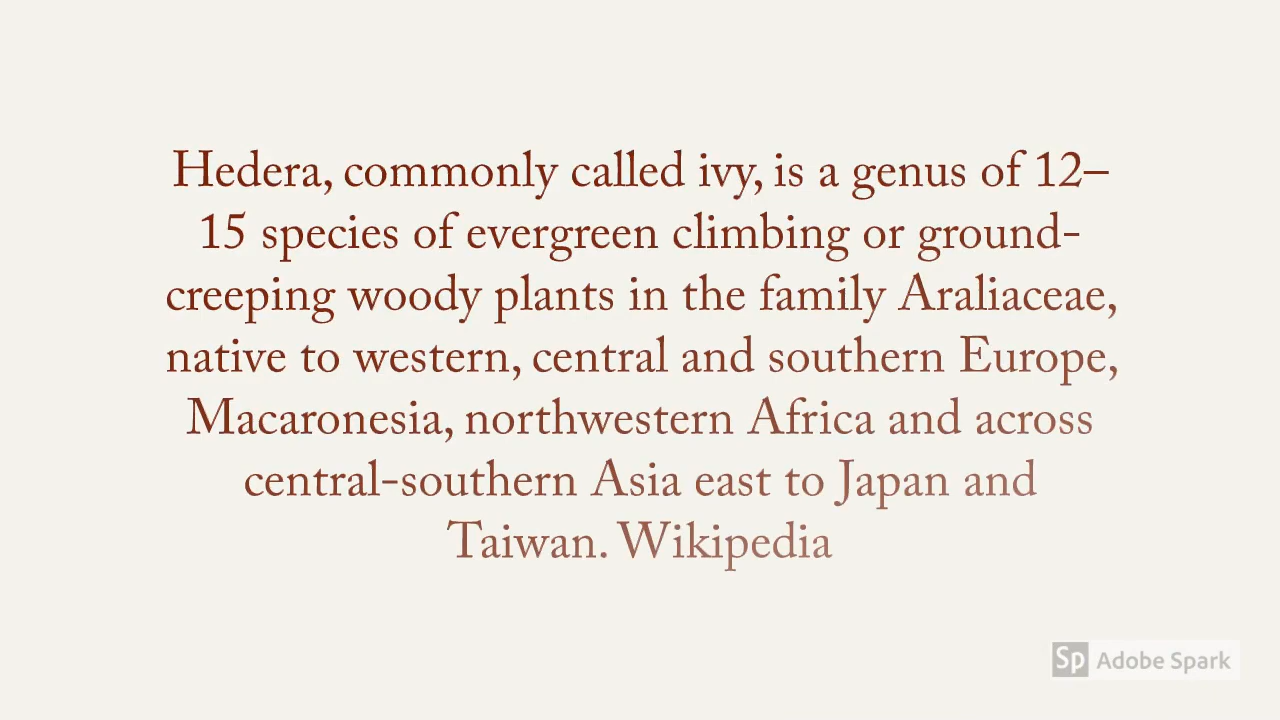 Hedera, commonly called ivy, is a genus of 12–
15 species of evergreen climbing or ground-
creeping woody plants in the family Araliaceae,
native to western, central and southern Europe,
Macaronesia, northwestern Africa and across
central-southern Asia east to Japan and
Taiwan. Wikipedia
Sp Adobe Spark